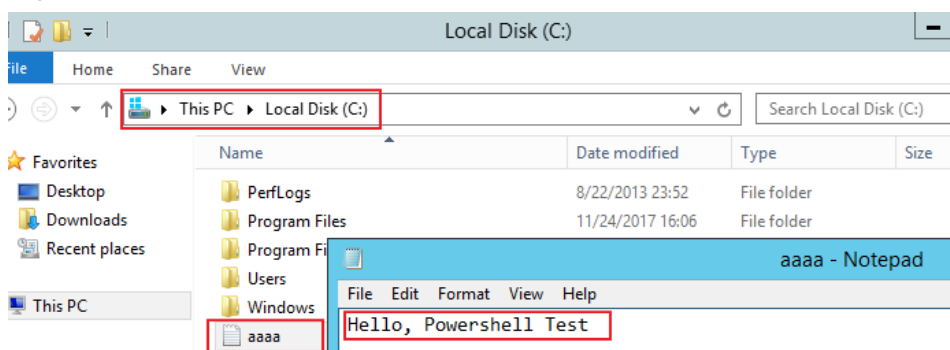 Local Disk (C:)
File Home Share View
This PC Local Disk (C:) Search Local Disk (C:)
Favorites
Desktop
Downloads
Recent places
This PC
Name Date modified Type Size
PerfLogs 8/22/2013 23:52 File folder
Program Files 11/24/2017 16:06 File folder
Program Fi
Users
Windows
aaaa
aaaa - Notepad
File Edit Format View Help
Hello, Powershell Test